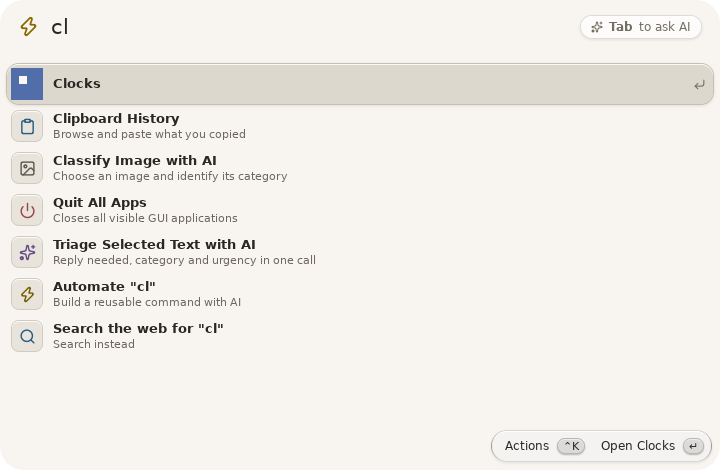 cl
Tab to ask AI
Clocks
Clipboard History
Browse and paste what you copied
Classify Image with AI
Choose an image and identify its category
Quit All Apps
Closes all visible GUI applications
Triage Selected Text with AI
Reply needed, category and urgency in one call
Automate "cl"
Build a reusable command with AI
Search the web for "cl"
Search instead
Actions ^K Open Clocks ↵